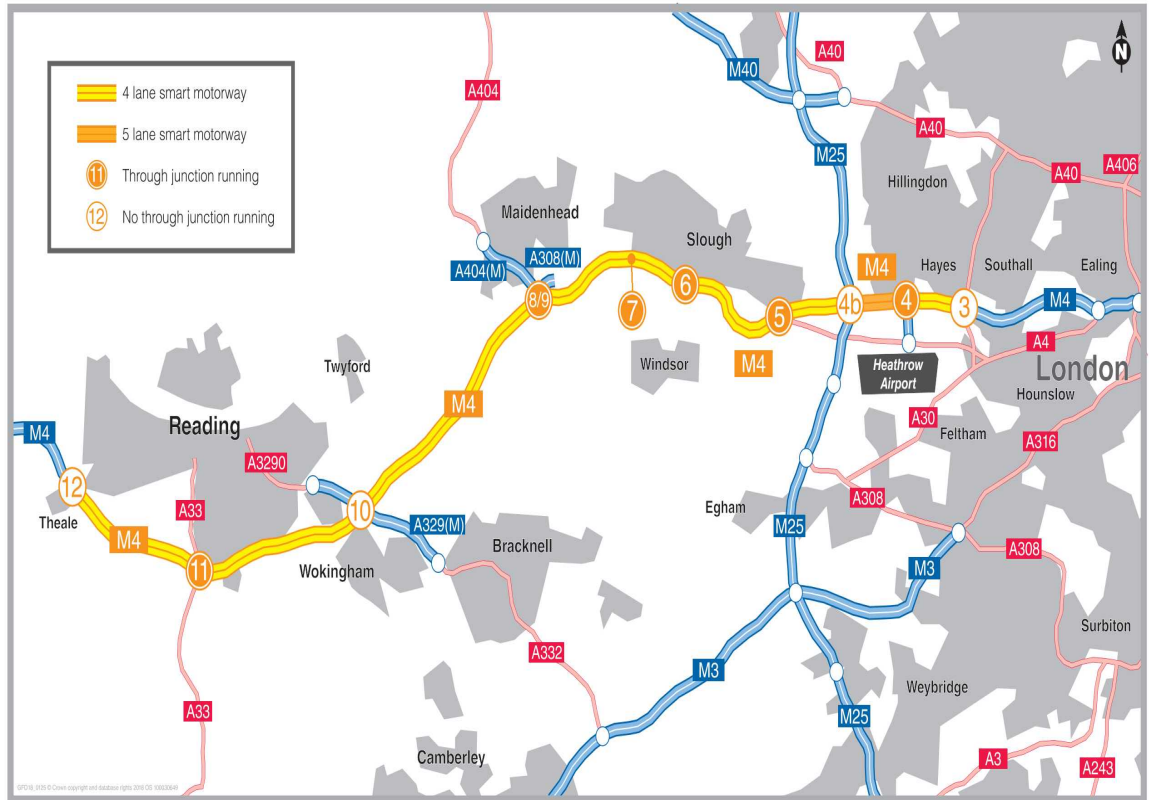 N
4 lane smart motorway
5 lane smart motorway
11
Through junction running
12
No through junction running
A404
M40
A40
A40
M25
A40
A406
Hillingdon
Maidenhead
Slough
A404(M)
A308(M)
8/9
7
6
5
M4
4b
M4
4
Hayes
3
Southall
Ealing
M4
A4
Heathrow
Airport
London
Hounslow
Windsor
Twyford
M4
Reading
M4
12
Theale
M4
A33
11
A3290
10
A329(M)
Wokingham
Bracknell
A332
A33
Camberley
Egham
M25
A30
Feltham
A316
A308
A308
M3
M3
M25
Surbiton
Weybridge
A3
A243